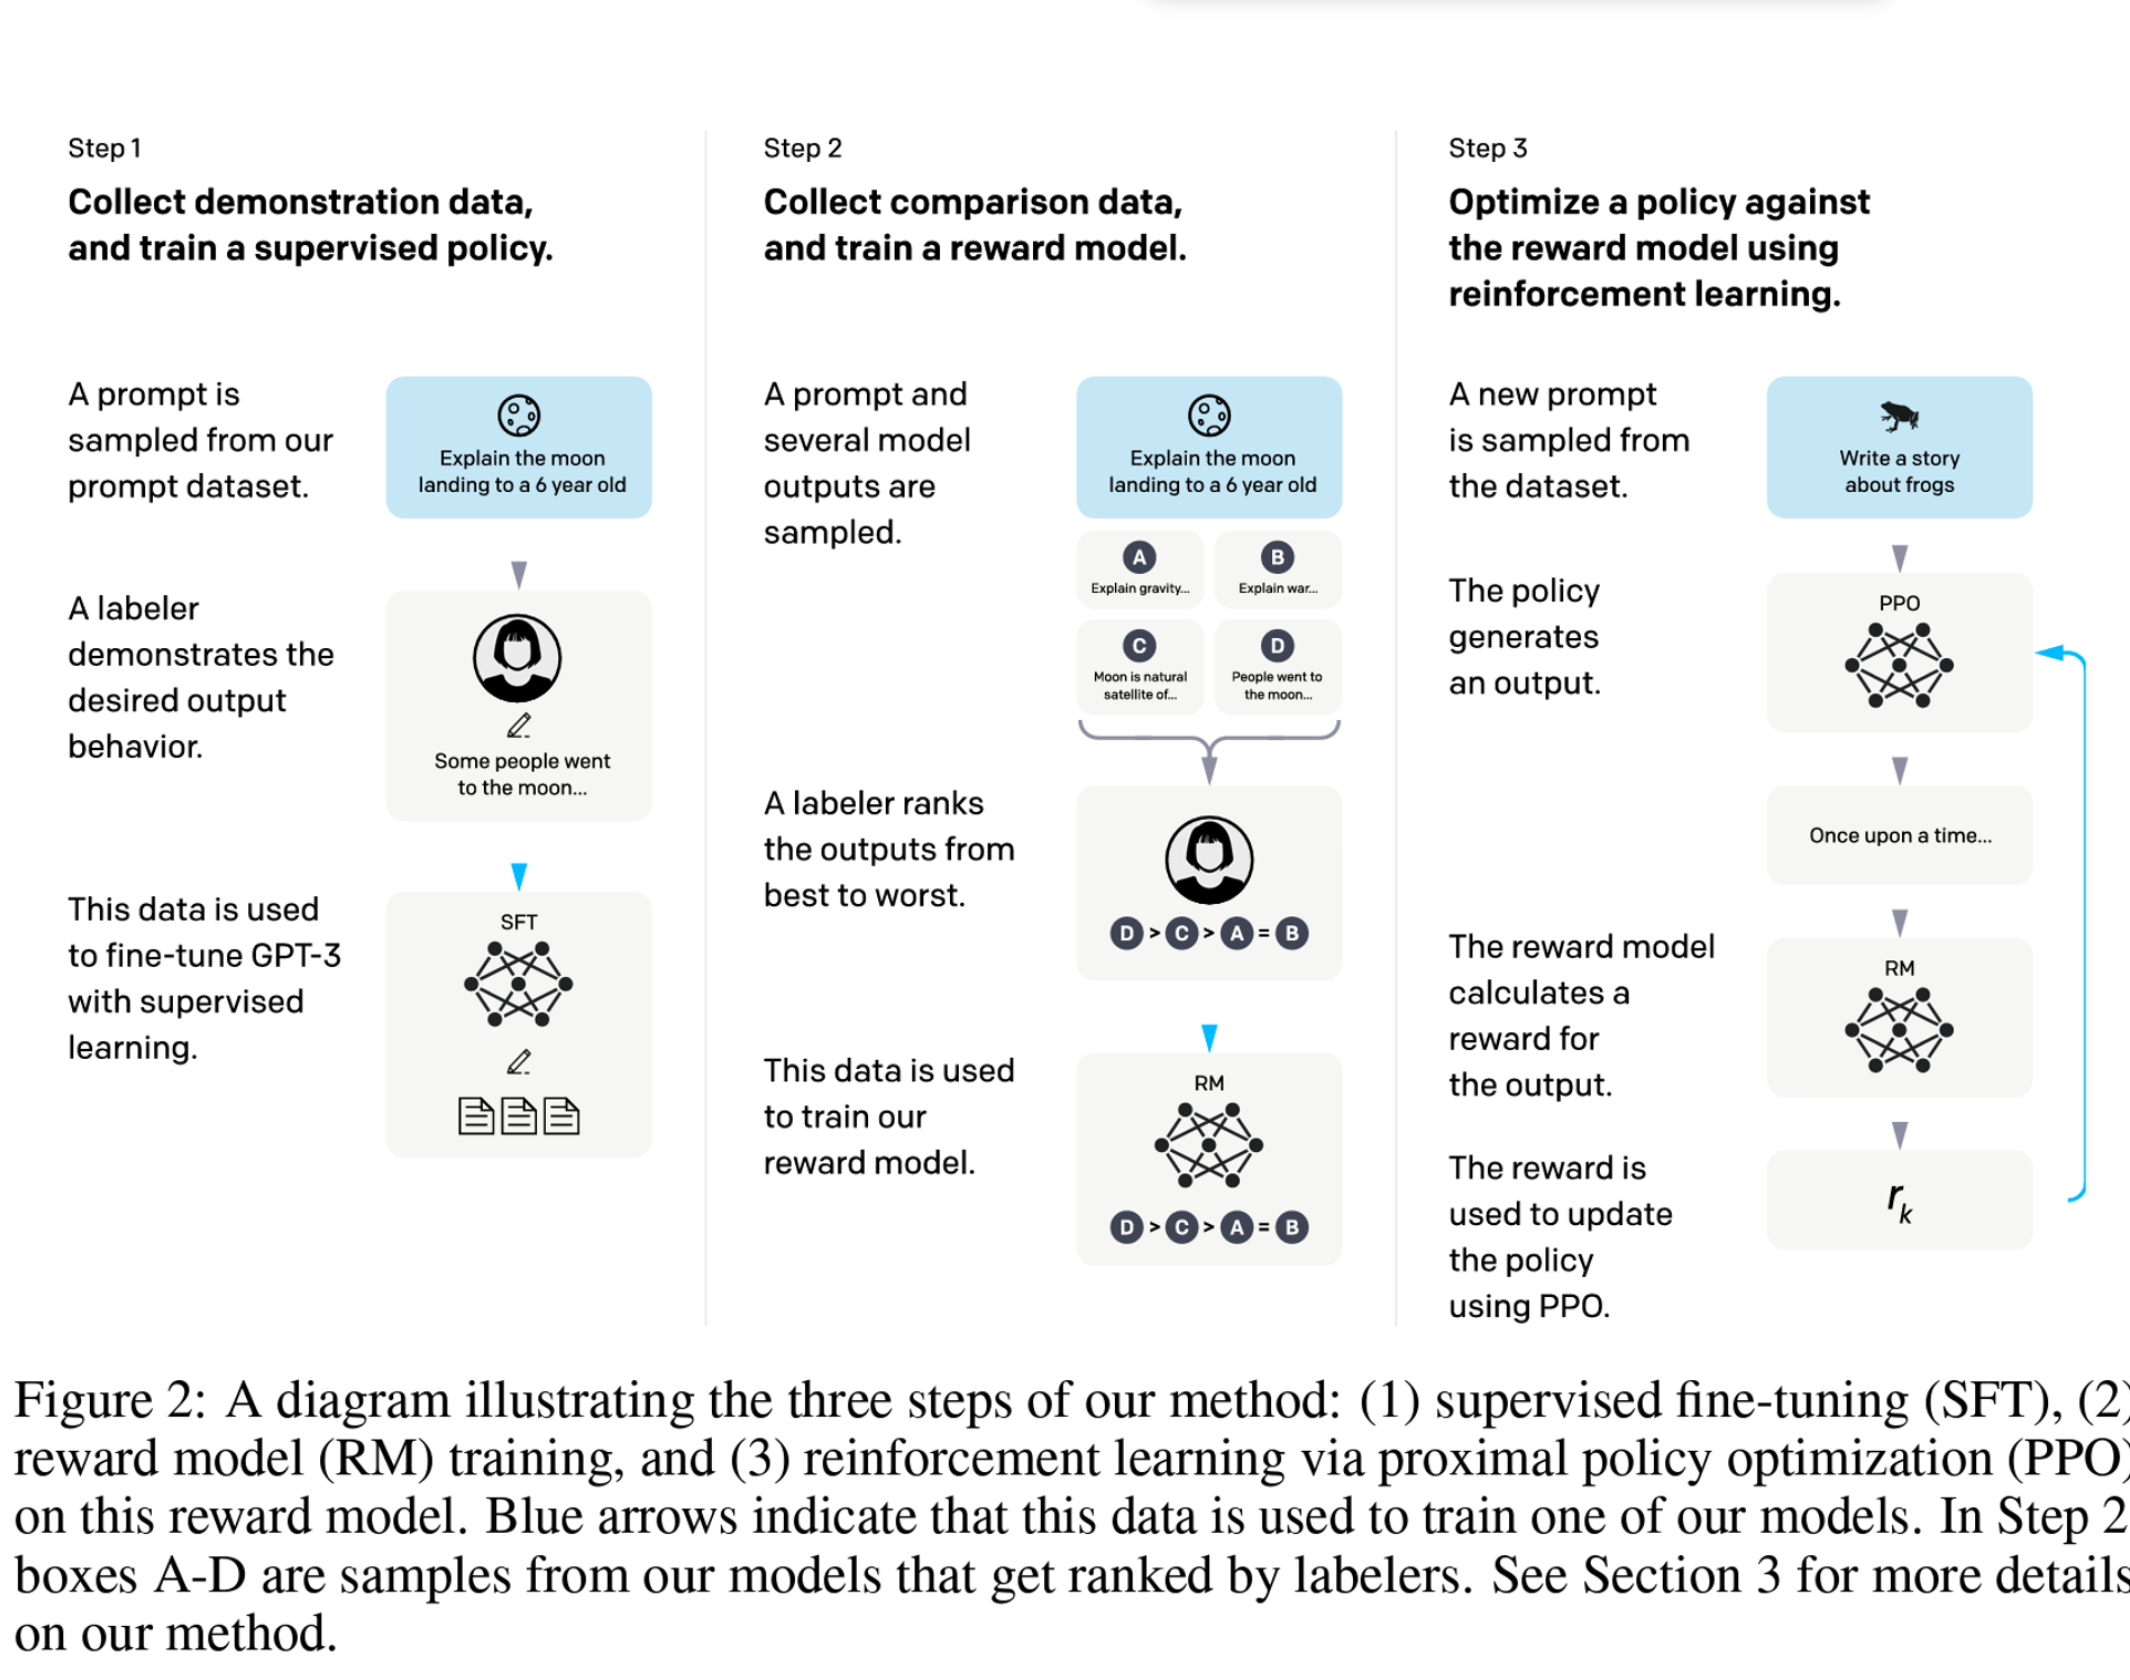 Step 1
Collect demonstration data,
and train a supervised policy.
A prompt is
sampled from our
prompt dataset.
Explain the moon
landing to a 6 year old
A labeler
demonstrates the
desired output
behavior.
Some people went
to the moon...
This data is used
to fine-tune GPT-3
with supervised
learning.
SFT
Step 2
Collect comparison data,
and train a reward model.
A prompt and
several model
outputs are
sampled.
Explain the moon
landing to a 6 year old
A
Explain gravity...
B
Explain war...
C
Moon is natural
satellite of...
D
People went to
the moon...
A labeler ranks
the outputs from
best to worst.
D > C > A = B
This data is used
to train our
reward model.
RM
D > C > A = B
Step 3
Optimize a policy against
the reward model using
reinforcement learning.
A new prompt
is sampled from
the dataset.
Write a story
about frogs
The policy
generates
an output.
PPO
Once upon a time...
The reward model
calculates a
reward for
the output.
RM
The reward is
used to update
the policy
using PPO.
r_k
Figure 2: A diagram illustrating the three steps of our method: (1) supervised fine-tuning (SFT), (2)
reward model (RM) training, and (3) reinforcement learning via proximal policy optimization (PPO)
on this reward model. Blue arrows indicate that this data is used to train one of our models. In Step 2
boxes A-D are samples from our models that get ranked by labelers. See Section 3 for more details
on our method.